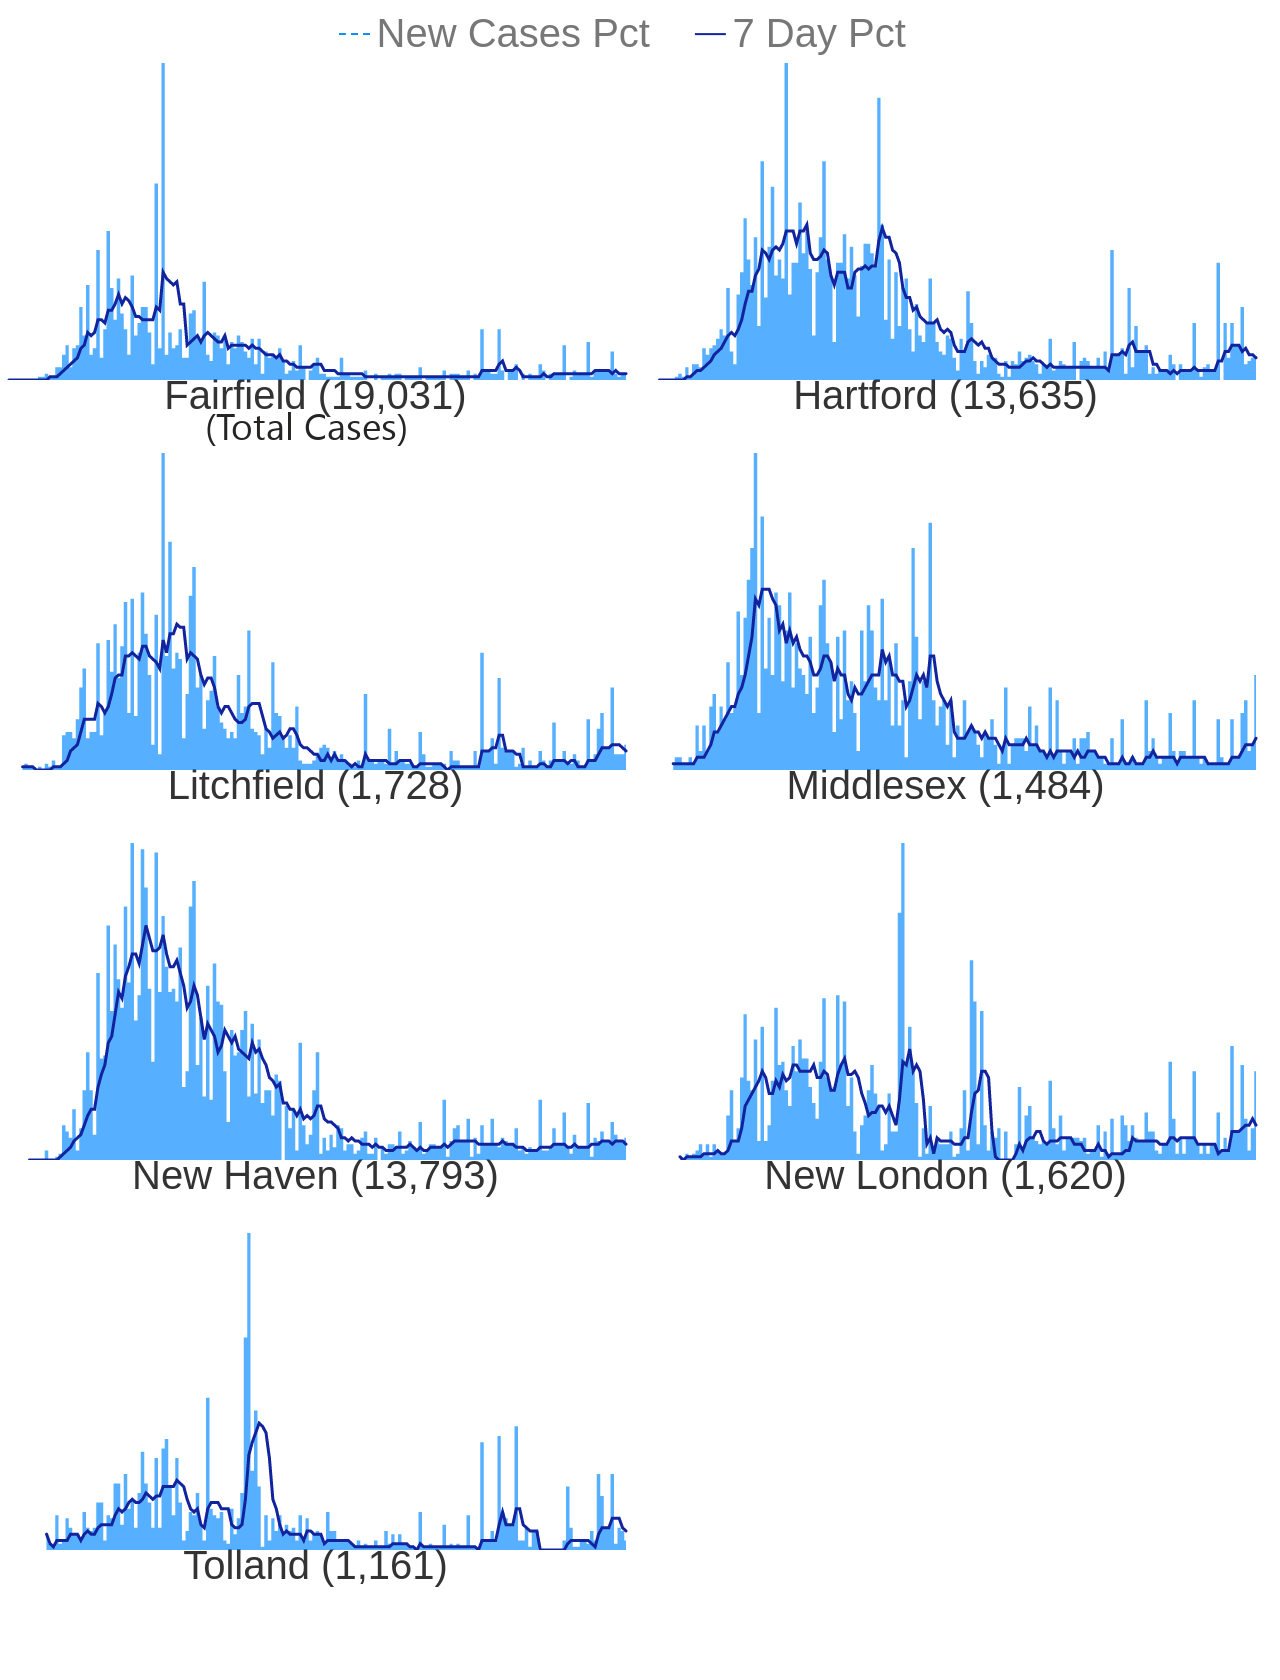 New Cases Pct 7 Day Pct
Fairfield (19,031) Hartford (13,635)
(Total Cases)
Litchfield (1,728) Middlesex (1,484)
New Haven (13,793) New London (1,620)
Tolland (1,161)